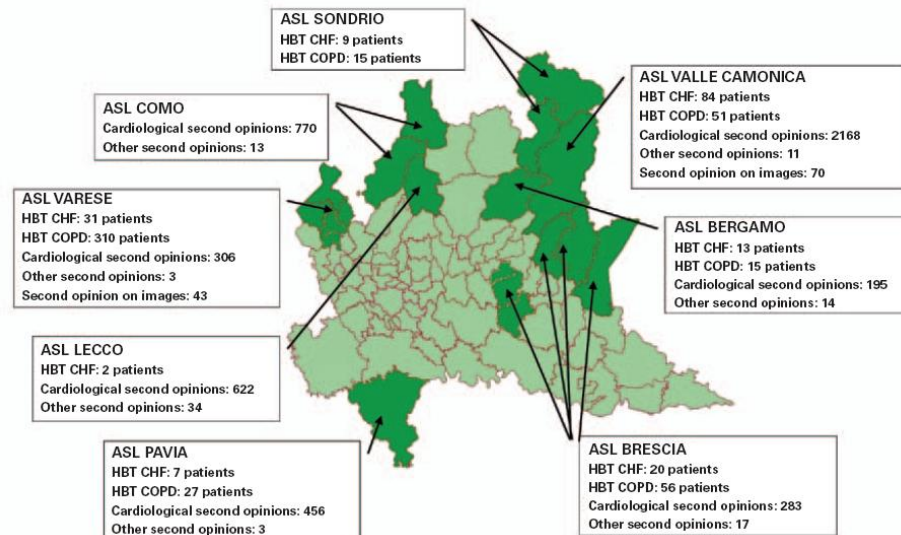 ASL SONDRIO
HBT CHF: 9 patients
HBT COPD: 15 patients
ASL VALLE CAMONICA
HBT CHF: 84 patients
HBT COPD: 51 patients
Cardiological second opinions: 2168
Other second opinions: 11
Second opinion on images: 70
ASL COMO
Cardiological second opinions: 770
Other second opinions: 13
ASL VARESE
HBT CHF: 31 patients
HBT COPD: 310 patients
Cardiological second opinions: 306
Other second opinions: 3
Second opinion on images: 43
ASL BERGAMO
HBT CHF: 13 patients
HBT COPD: 15 patients
Cardiological second opinions: 195
Other second opinions: 14
ASL LECCO
HBT CHF: 2 patients
Cardiological second opinions: 622
Other second opinions: 34
ASL PAVIA
HBT CHF: 7 patients
HBT COPD: 27 patients
Cardiological second opinions: 456
Other second opinions: 3
ASL BRESCIA
HBT CHF: 20 patients
HBT COPD: 56 patients
Cardiological second opinions: 283
Other second opinions: 17